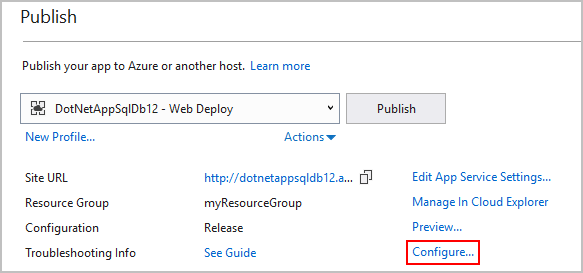 Publish
Publish your app to Azure or another host. Learn more
DotNetAppSqlDb12 - Web Deploy Publish
New Profile... Actions
Site URL http://dotnetappsqldb12.a... Edit App Service Settings...
Resource Group myResourceGroup Manage In Cloud Explorer
Configuration Release Preview...
Troubleshooting Info See Guide Configure...